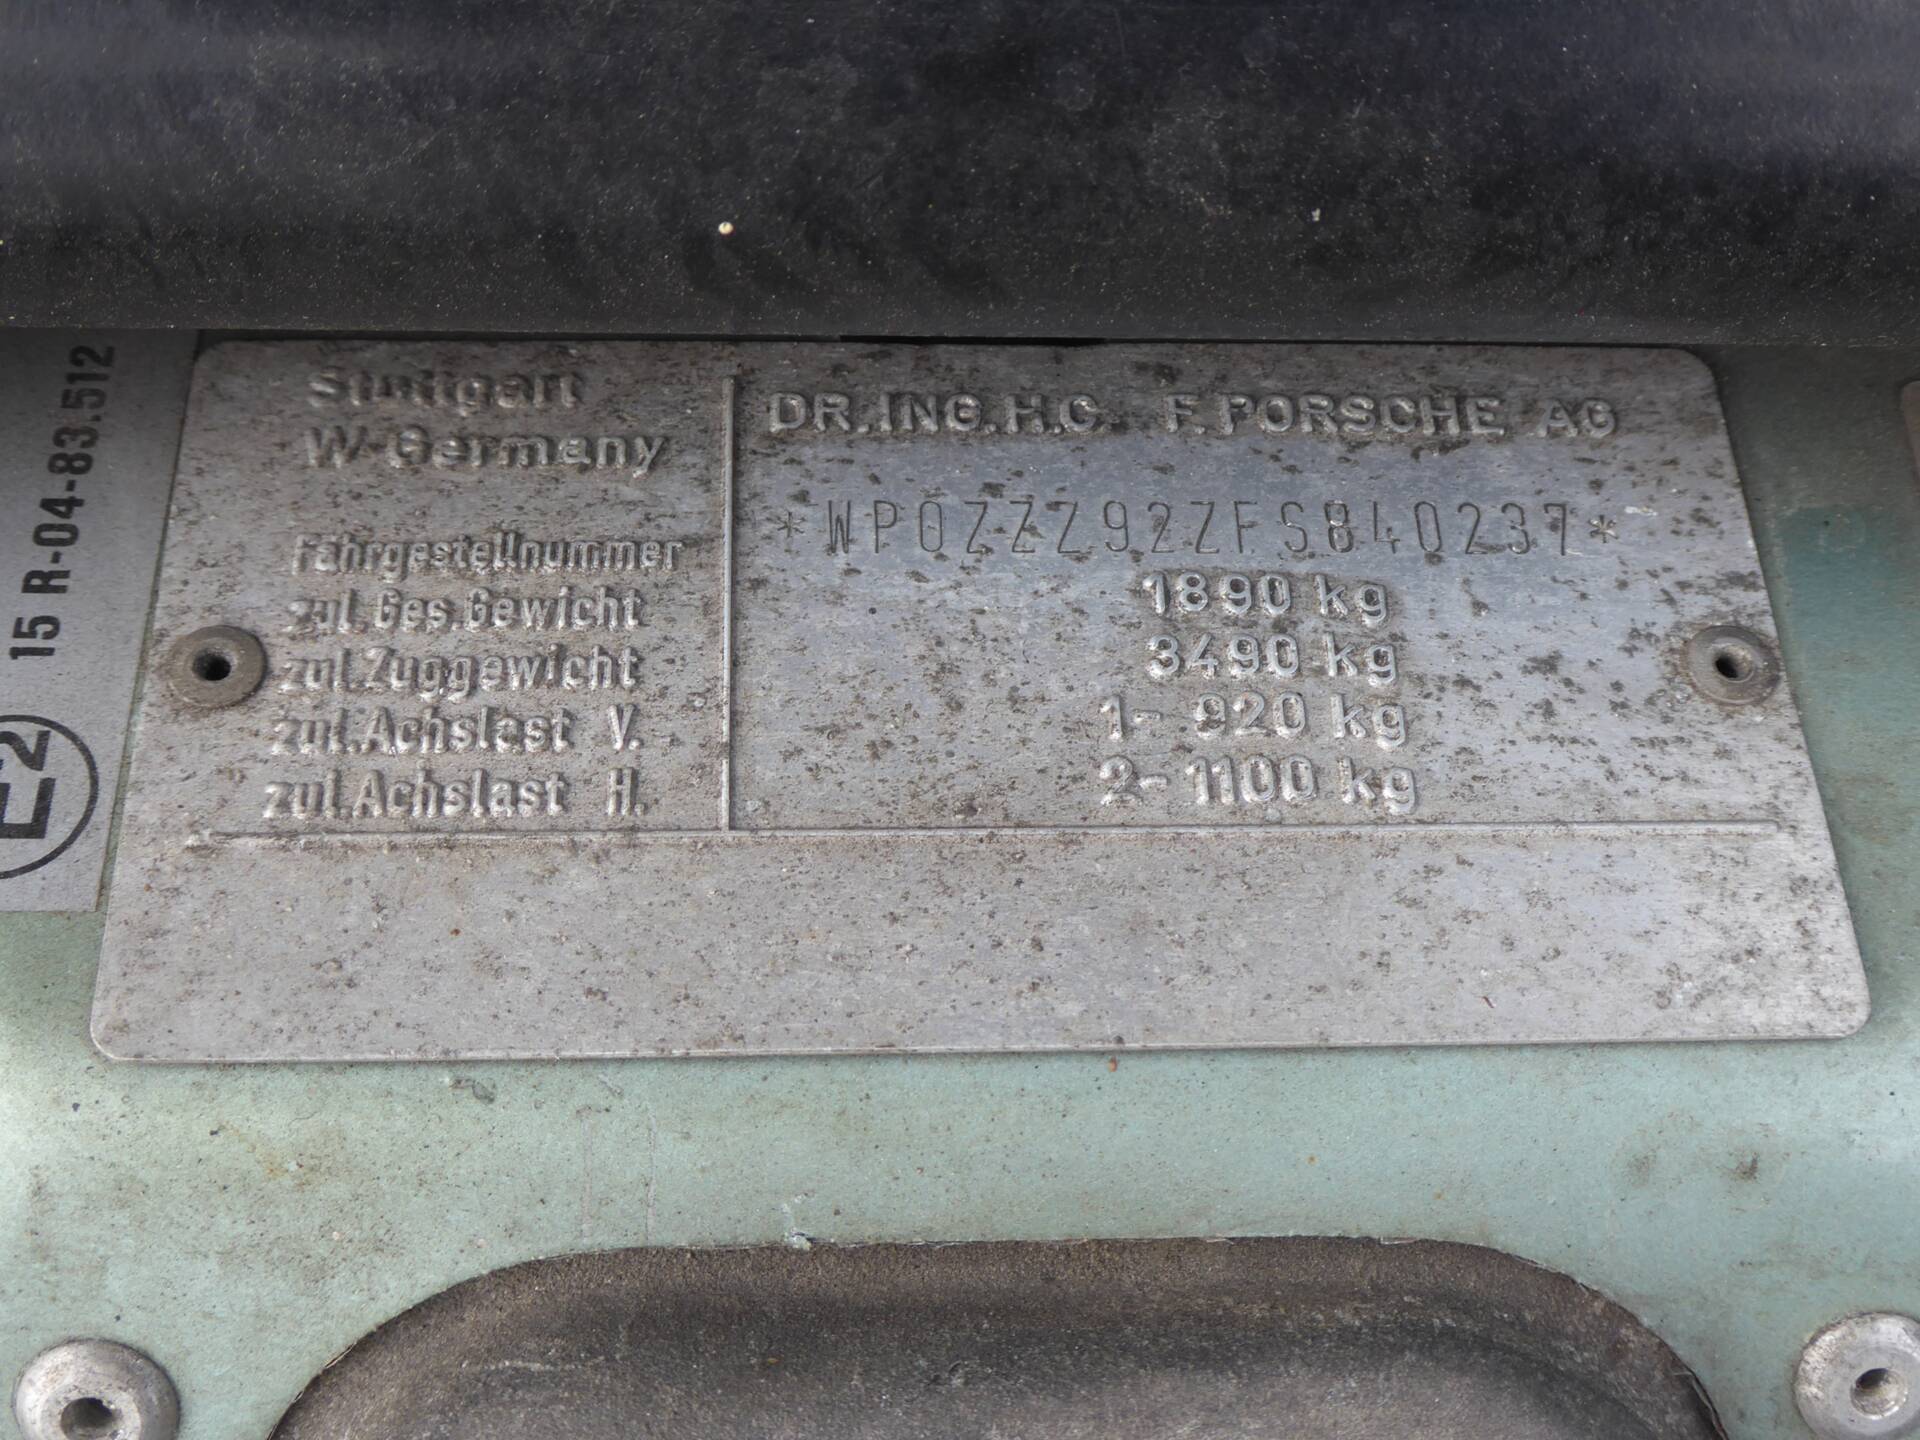 15 R-04-83.512
E2
Stuttgart
W-Germany
DR.ING.H.C. F.PORSCHE AG
Fahrgestellnummer *WP0ZZZ92ZFS840237*
zul.Ges.Gewicht 1890 kg
zul.Zuggewicht 3490 kg
zul.Achslast V. 1- 920 kg
zul.Achslast H. 2- 1100 kg